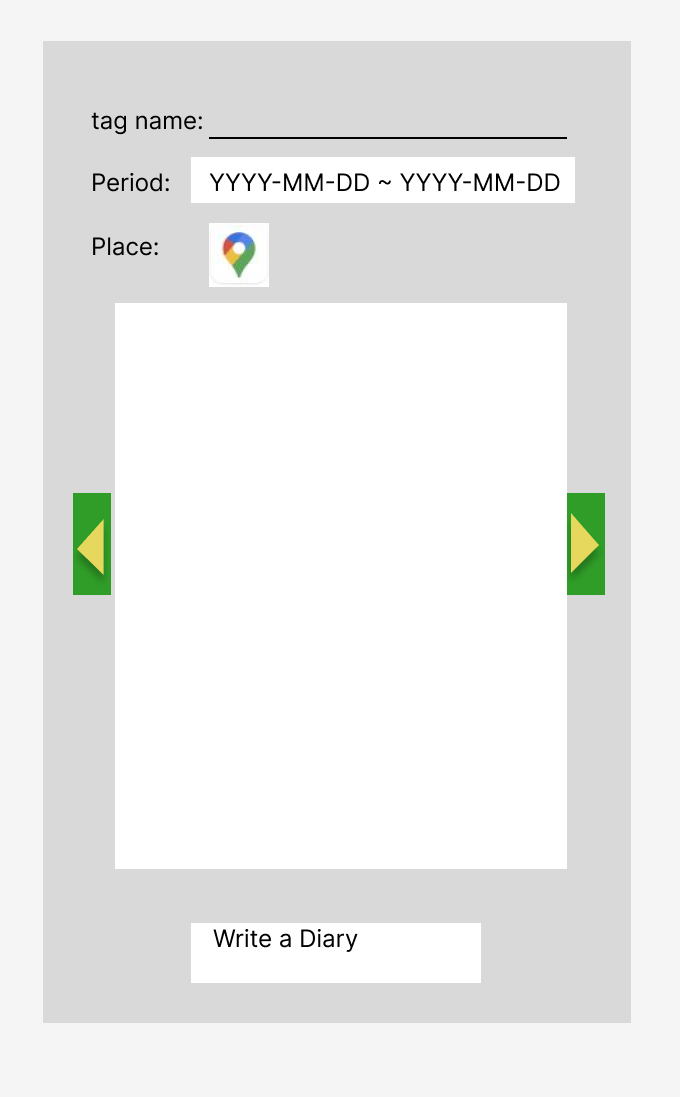 tag name:
Period: YYYY-MM-DD ~ YYYY-MM-DD
Place:
Write a Diary